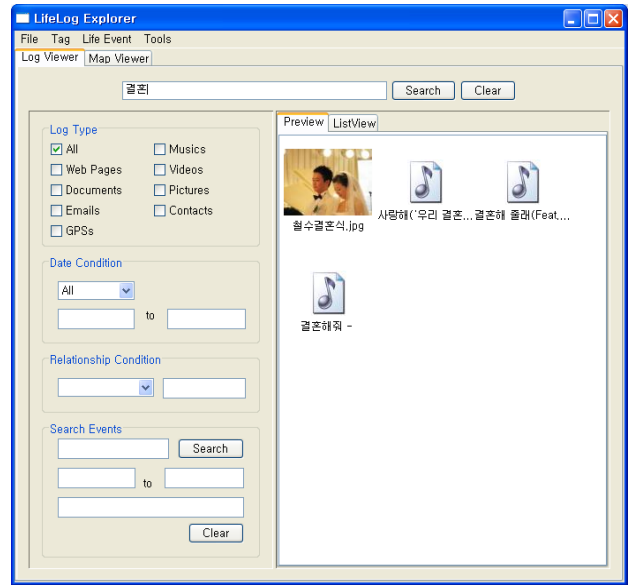 LifeLog Explorer
File Tag Life Event Tools
Log Viewer Map Viewer
결혼
Search Clear
Log Type
All Musics
Web Pages Videos
Documents Pictures
Emails Contacts
GPSs
Date Condition
All
to
Relationship Condition
Search Events
Search
to
Clear
Preview ListView
철수결혼식.jpg
사랑해('우리 결혼...
결혼해 줄래(Feat,...
결혼해줘 -